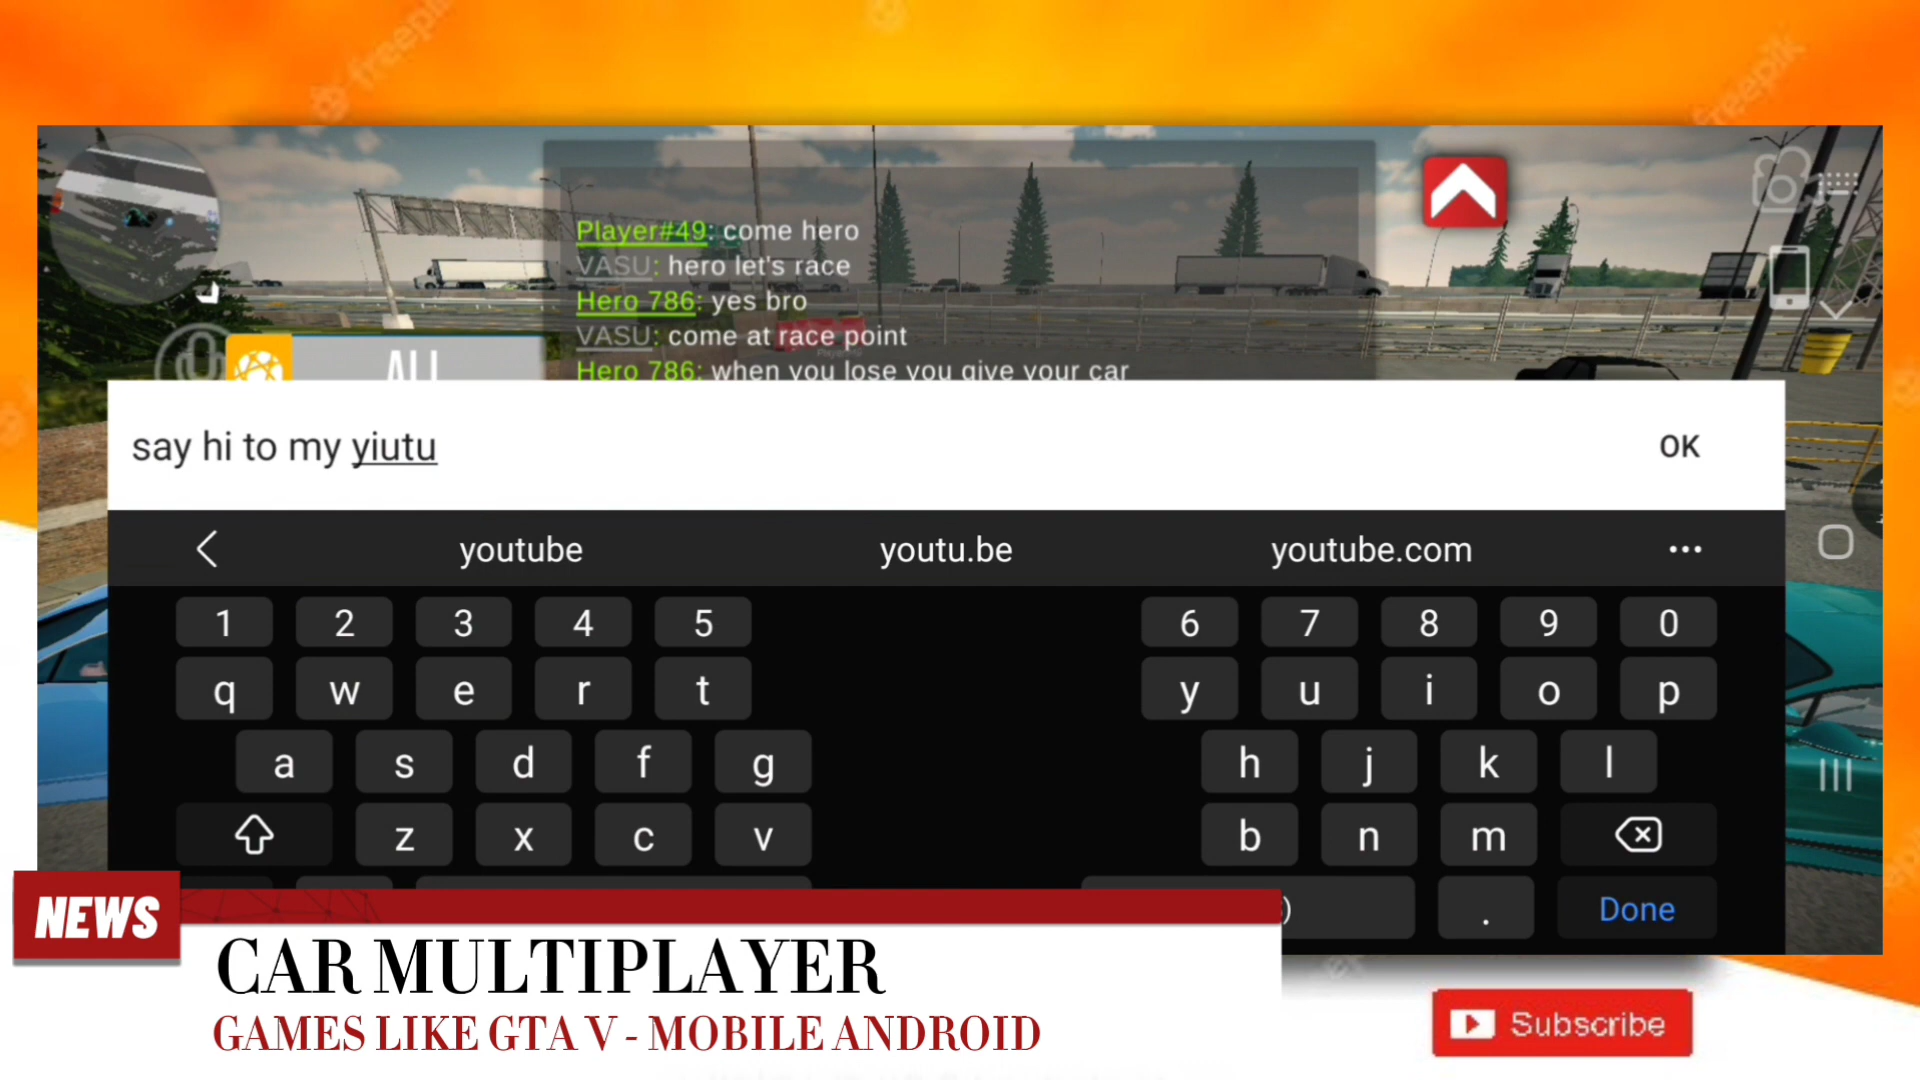 freepik
freepik
Player#49: come hero
VASU: hero let's race
Hero 786: yes bro
VASU: come at race point
Hero 786: when you lose you give your car
ALL
say hi to my yiutu
OK
youtube youtu.be youtube.com
1 2 3 4 5 6 7 8 9 0
q w e r t y u i o p
a s d f g h j k l
z x c v b n m
) . Done
NEWS
CAR MULTIPLAYER
GAMES LIKE GTA V - MOBILE ANDROID
Subscribe